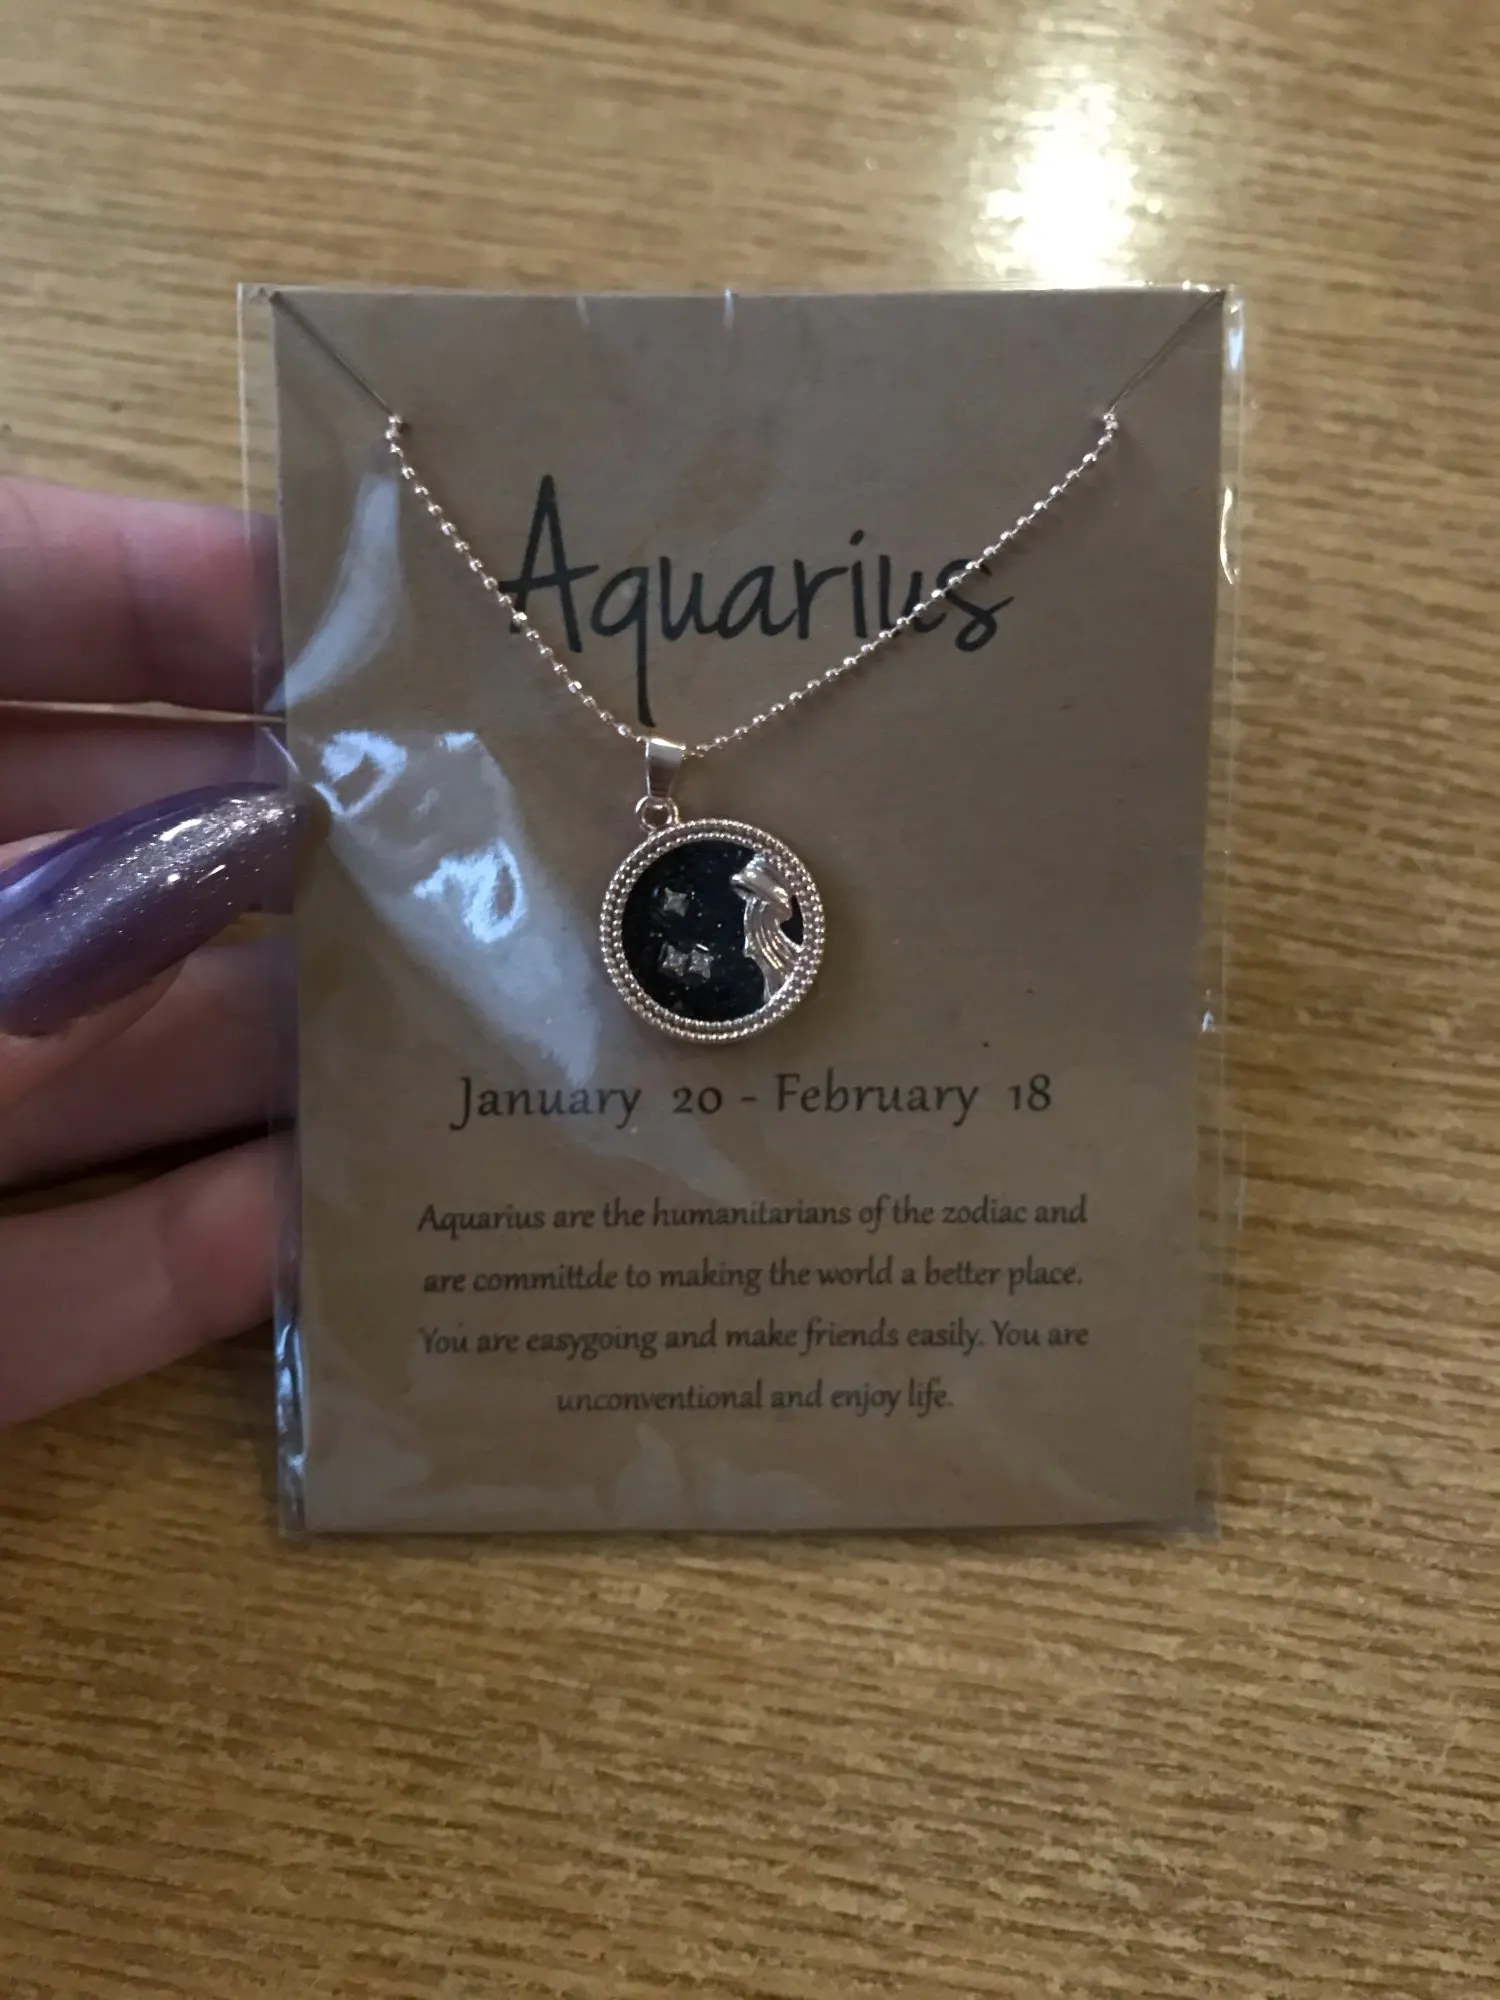 Aquarius
January 20 - February 18
Aquarius are the humanitarians of the zodiac and
are committde to making the world a better place.
You are easygoing and make friends easily. You are
unconventional and enjoy life.